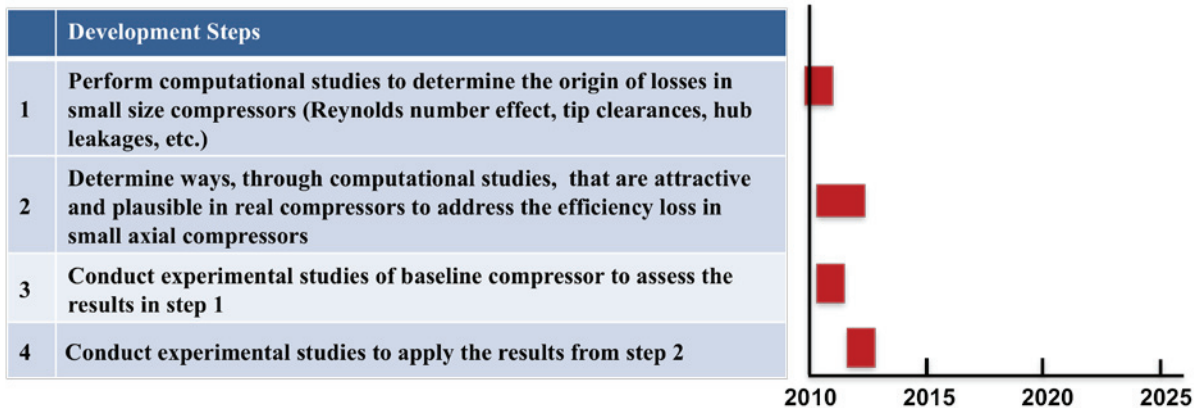 Development Steps
1
Perform computational studies to determine the origin of losses in
small size compressors (Reynolds number effect, tip clearances, hub
leakages, etc.)
2
Determine ways, through computational studies, that are attractive
and plausible in real compressors to address the efficiency loss in
small axial compressors
3
Conduct experimental studies of baseline compressor to assess the
results in step 1
4
Conduct experimental studies to apply the results from step 2
2010 2015 2020 2025